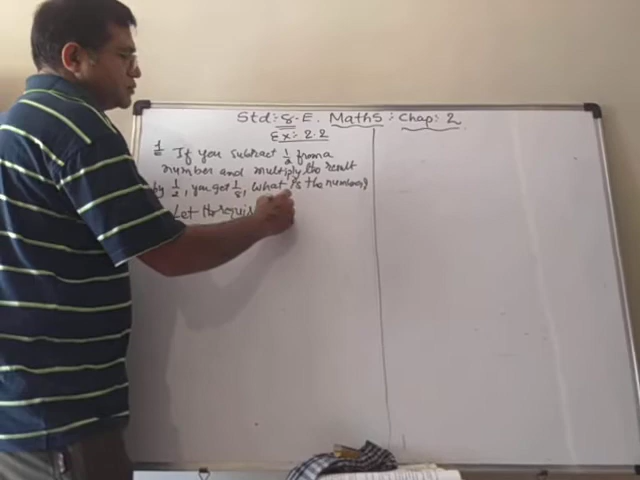 Std:- 8-E. Maths : Chap: 2
Ex:- 2.2
1 If you subtract 1/2 from a
number and multiply the result
by 1/2, you get 1/8, What is the number?
Let the requi